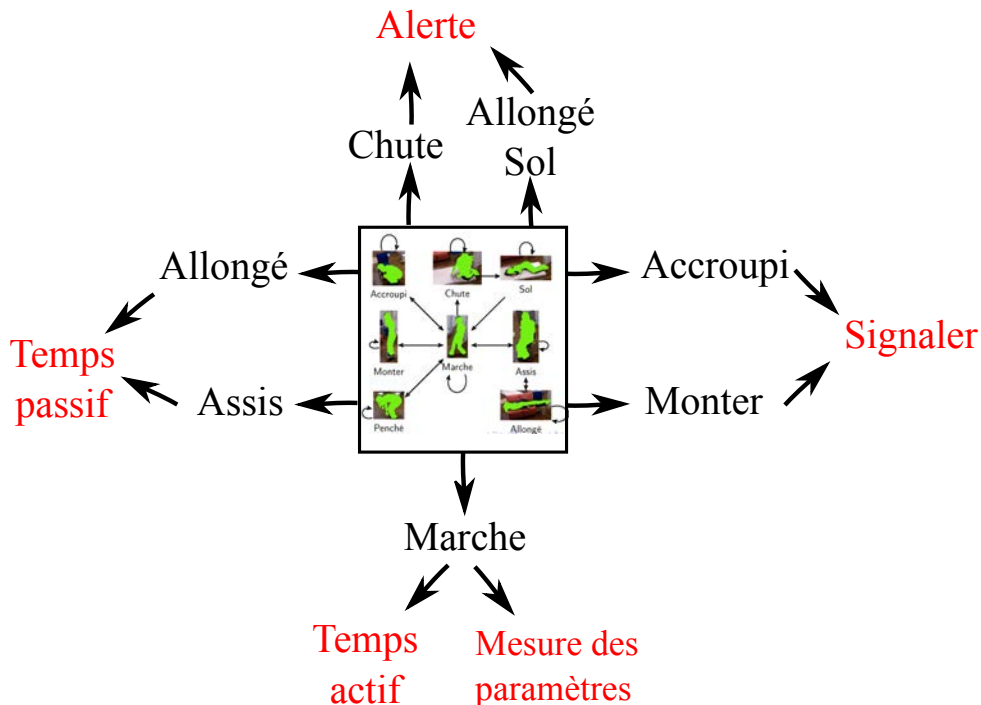 Alerte
Allongé
Sol
Chute
Allongé
Accroupi
Accroupi
Chute
Sol
Temps
passif
Signaler
Monter
Marche
Assis
Assis
Monter
Penché
Allongé
Marche
Temps
actif
Mesure des
paramètres